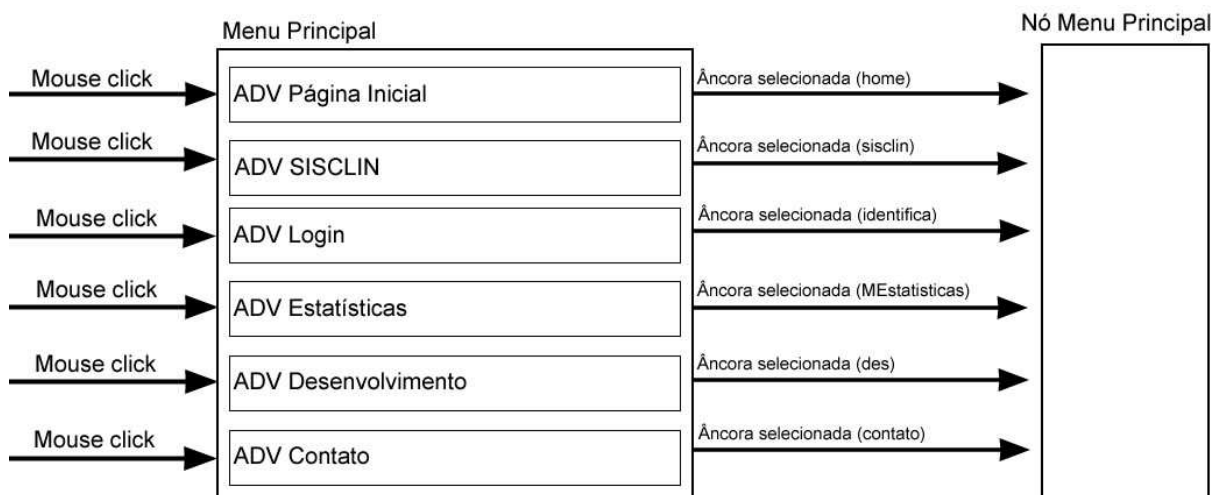 Menu Principal
Nó Menu Principal
Mouse click
ADV Página Inicial
Âncora selecionada (home)
Mouse click
ADV SISCLIN
Âncora selecionada (sisclin)
Mouse click
ADV Login
Âncora selecionada (identifica)
Mouse click
ADV Estatísticas
Âncora selecionada (MEstatisticas)
Mouse click
ADV Desenvolvimento
Âncora selecionada (des)
Mouse click
ADV Contato
Âncora selecionada (contato)